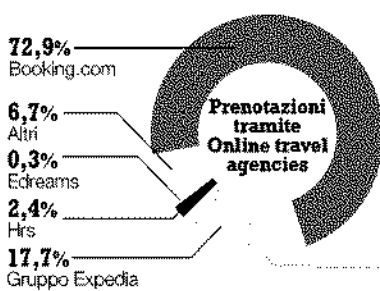 72,9%
Booking.com
6,7%
Altri
0,3%
Edreams
2,4%
Hrs
17,7%
Gruppo Expedia
Prenotazioni
tramite
Online travel
agencies